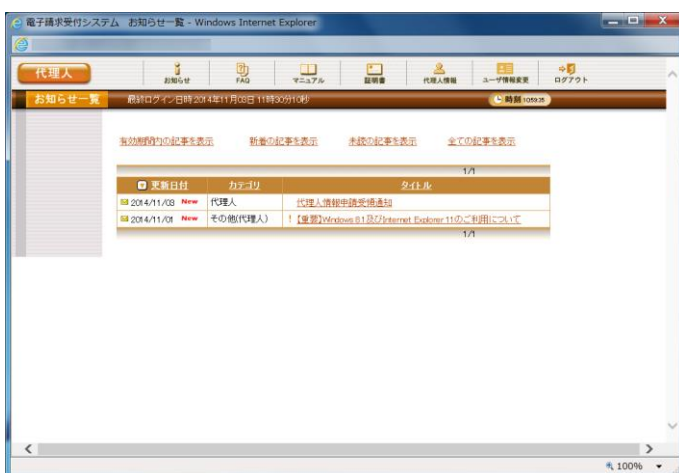 電子請求受付システム お知らせ一覧 - Windows Internet Explorer
代理人
お知らせ FAQ マニュアル 証明書 代理人情報 ユーザ情報変更 ログアウト
お知らせ一覧 最終ログイン日時:2014年11月03日 11時30分10秒 時刻 10:59:35
有効期間内の記事を表示 新着の記事を表示 未読の記事を表示 全ての記事を表示
1/1
更新日付 カテゴリ タイトル
2014/11/03 New 代理人 代理人情報申請受領通知
2014/11/01 New その他(代理人) ! 【重要】Windows 8.1及びInternet Explorer 11のご利用について
1/1
100%